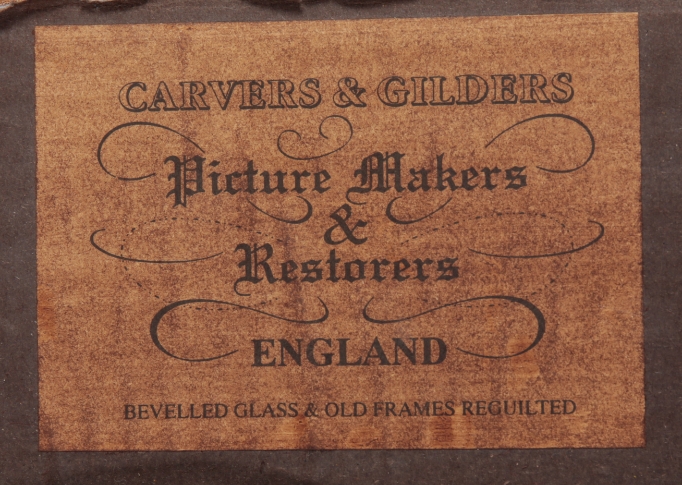 CARVERS & GILDERS
Picture Makers
&
Restorers
ENGLAND
BEVELLED GLASS & OLD FRAMES REGUILTED